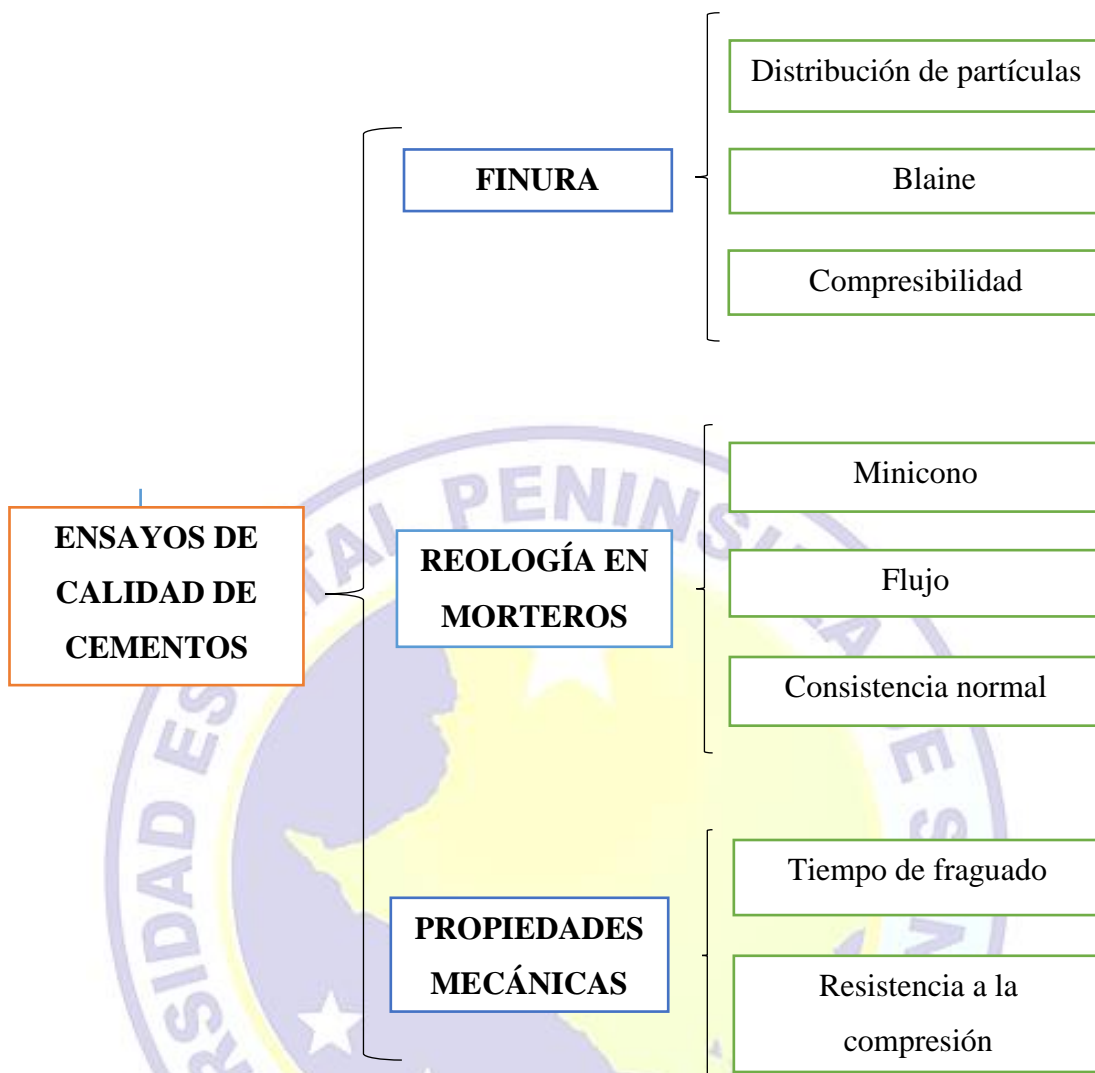 Distribución de partículas
FINURA
Blaine
Compresibilidad
ENSAYOS DE
CALIDAD DE
CEMENTOS
REOLOGÍA EN
MORTEROS
Minicono
Flujo
Consistencia normal
PROPIEDADES
MECÁNICAS
Tiempo de fraguado
Resistencia a la
compresión
PENINSU